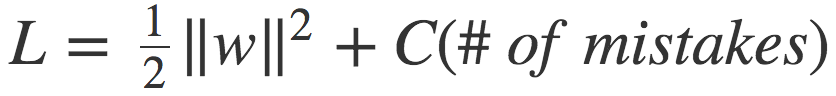 L = ½ ||w||² + C(# of mistakes)